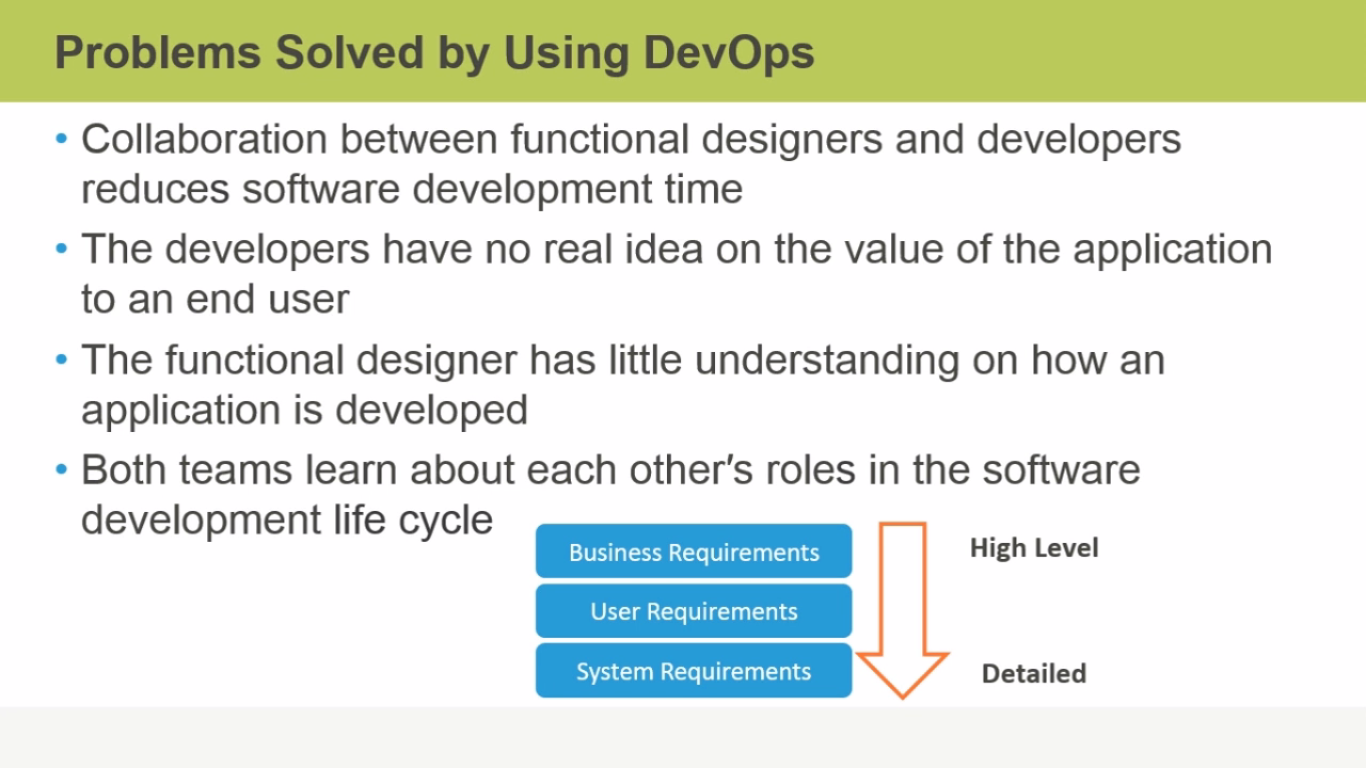 Problems Solved by Using DevOps
• Collaboration between functional designers and developers
reduces software development time
• The developers have no real idea on the value of the application
to an end user
• The functional designer has little understanding on how an
application is developed
• Both teams learn about each other's roles in the software
development life cycle
Business Requirements
High Level
User Requirements
System Requirements
Detailed